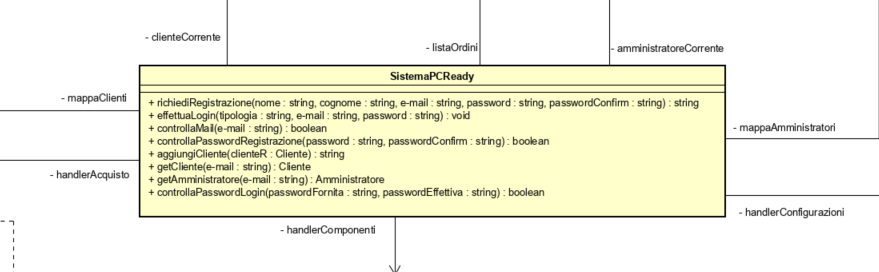 - clienteCorrente
- listaOrdini
- amministratoreCorrente
SistemaPCReady
- mappaClienti
+ richiediRegistrazione(nome : string, cognome : string, e-mail : string, password : string, passwordConfirm : string) : string
+ effettuaLogin(tipologia : string, e-mail : string, password : string) : void
+ controllaMail(e-mail : string) : boolean
- mappaAmministratori
+ controllaPasswordRegistrazione(password : string, passwordConfirm : string) : boolean
+ aggiungiCliente(clienteR : Cliente) : string
+ getCliente(e-mail : string) : Cliente
- handlerAcquisto
+ getAmministratore(e-mail : string) : Amministratore
+ controllaPasswordLogin(passwordFornita : string, passwordEffettiva : string) : boolean
- handlerConfigurazioni
- handlerComponenti